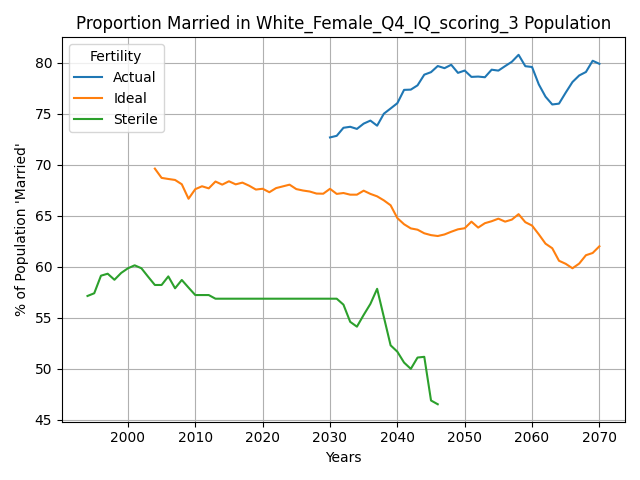 Proportion Married in White_Female_Q4_IQ_scoring_3 Population
Fertility
Actual
Ideal
Sterile
% of Population 'Married'
80
75
70
65
60
55
50
45
2000
2010
2020
2030
2040
2050
2060
2070
Years